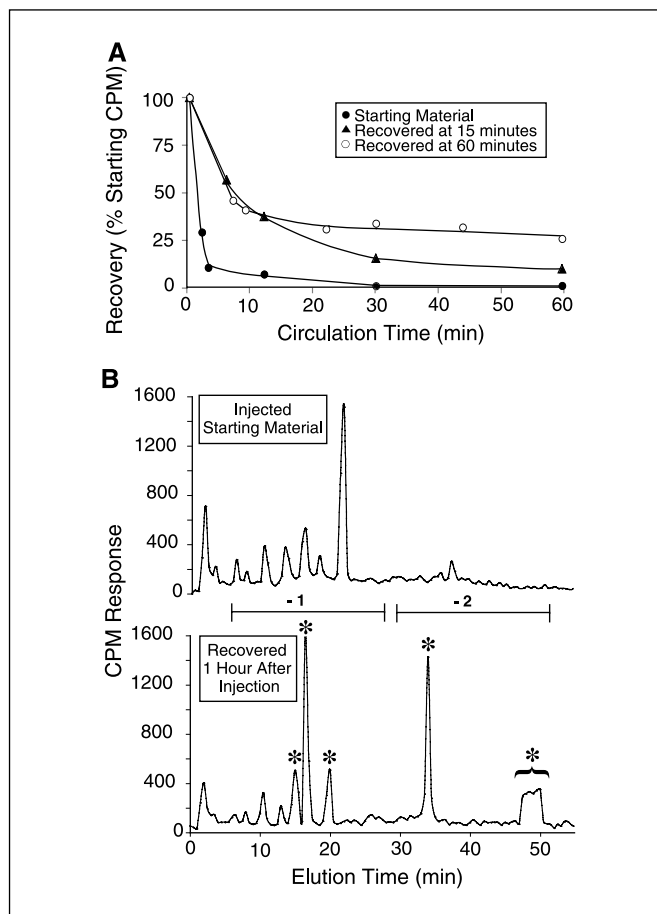 A
Recovery (% Starting CPM)
100
75
50
25
0
Starting Material
Recovered at 15 minutes
Recovered at 60 minutes
0 10 20 30 40 50 60
Circulation Time (min)
B
CPM Response
1600
1200
800
400
0
Injected
Starting Material
- 1
- 2
1600
1200
800
400
0
Recovered
1 Hour After
Injection
*
*
*
*
*
0 10 20 30 40 50
Elution Time (min)